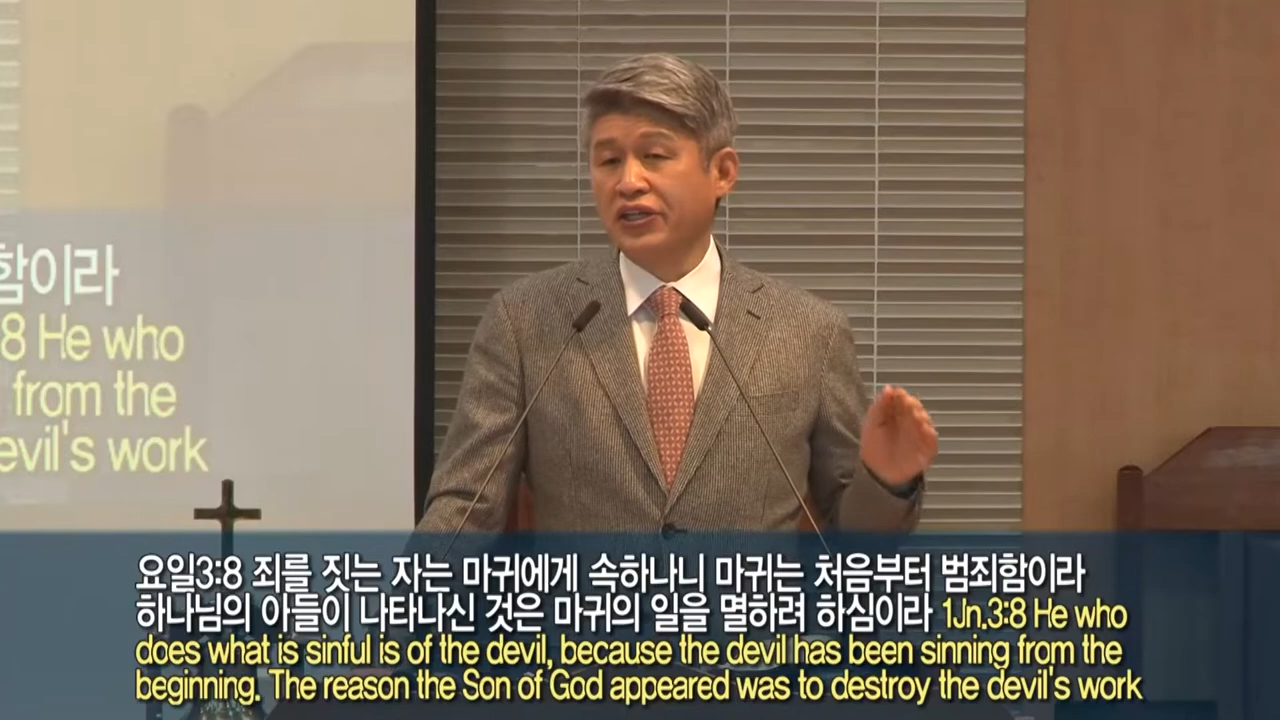 함이라
8 He who
from the
evil's work
요일3:8 죄를 짓는 자는 마귀에게 속하나니 마귀는 처음부터 범죄함이라
하나님의 아들이 나타나신 것은 마귀의 일을 멸하려 하심이라 1Jn.3:8 He who
does what is sinful is of the devil, because the devil has been sinning from the
beginning. The reason the Son of God appeared was to destroy the devil's work